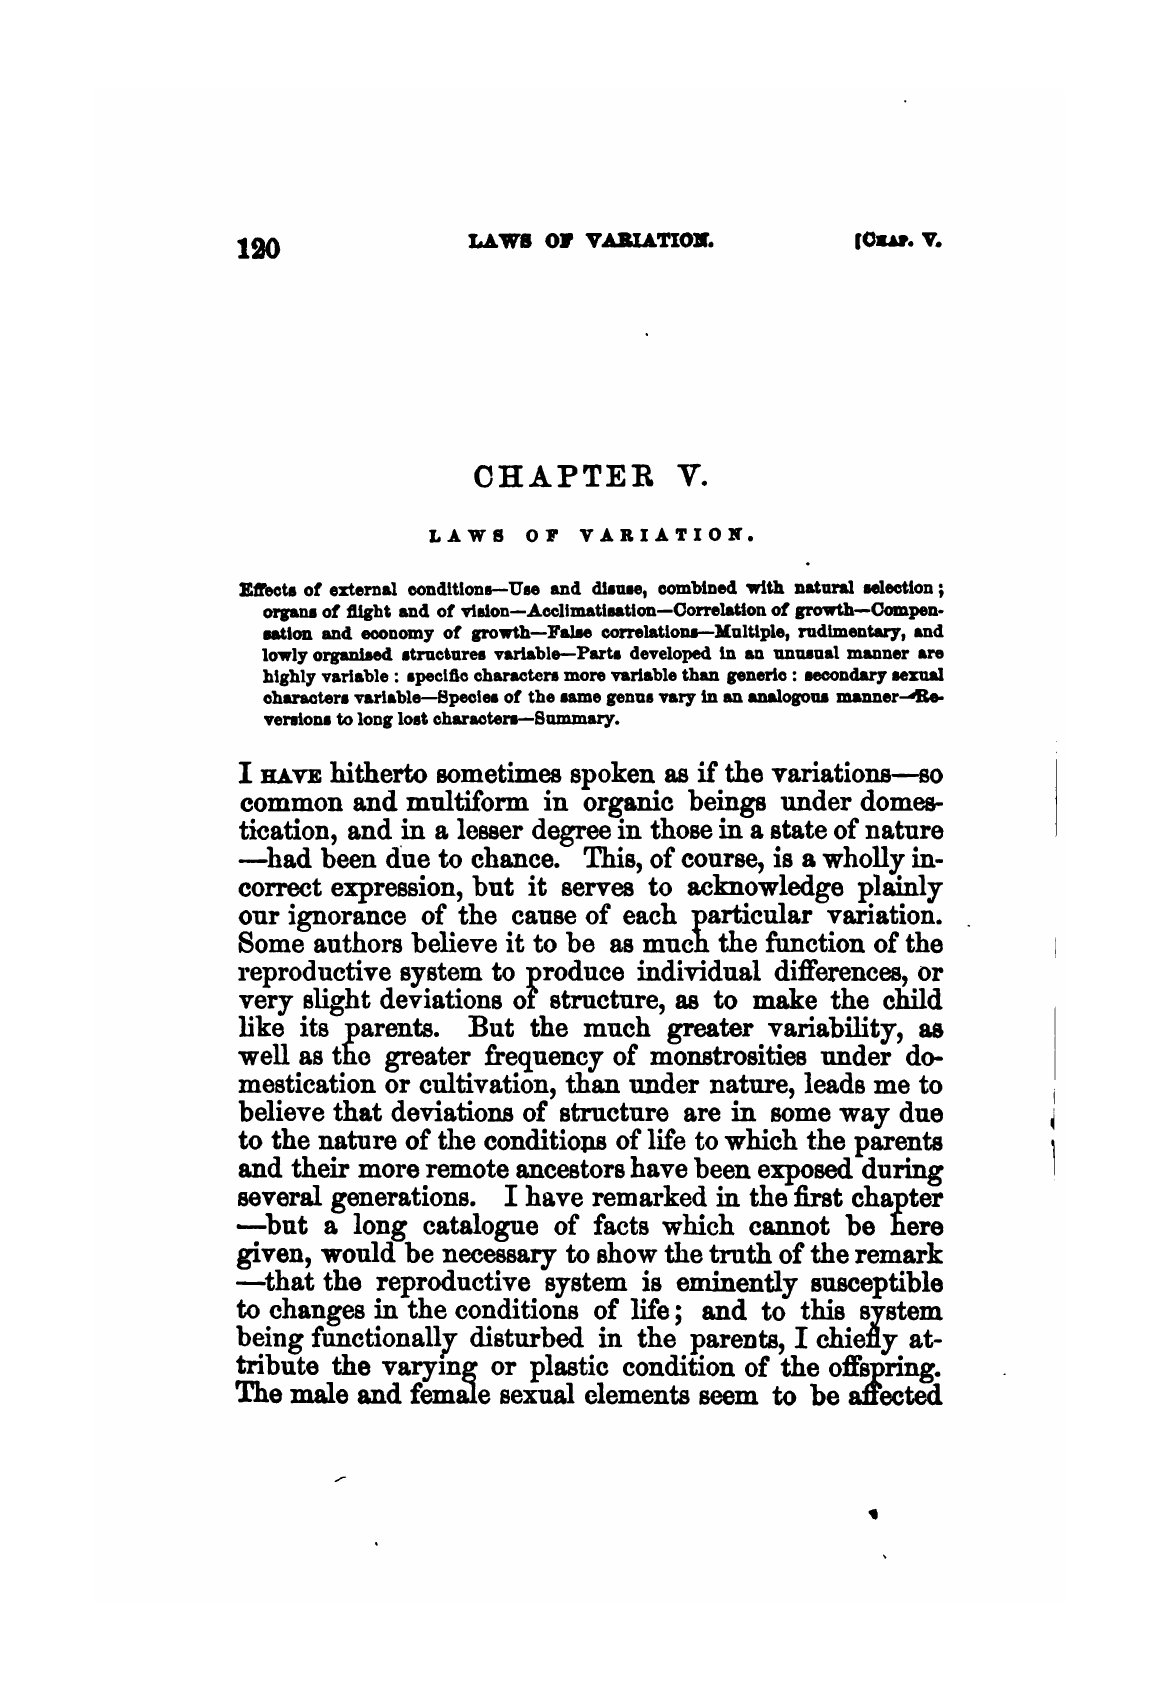 120 LAWS OF VARIATION. [CHAP. V.
CHAPTER V.
LAWS OF VARIATION.
Effects of external conditions—Use and disuse, combined with natural selection;
organs of flight and of vision—Acclimatisation—Correlation of growth—Compen-
sation and economy of growth—False correlations—Multiple, rudimentary, and
lowly organised structures variable—Parts developed in an unusual manner are
highly variable : specific characters more variable than generic : secondary sexual
characters variable—Species of the same genus vary in an analogous manner—Re-
versions to long lost characters—Summary.
I HAVE hitherto sometimes spoken as if the variations—so
common and multiform in organic beings under domes-
tication, and in a lesser degree in those in a state of nature
—had been due to chance. This, of course, is a wholly in-
correct expression, but it serves to acknowledge plainly
our ignorance of the cause of each particular variation.
Some authors believe it to be as much the function of the
reproductive system to produce individual differences, or
very slight deviations of structure, as to make the child
like its parents. But the much greater variability, as
well as the greater frequency of monstrosities under do-
mestication or cultivation, than under nature, leads me to
believe that deviations of structure are in some way due
to the nature of the conditions of life to which the parents
and their more remote ancestors have been exposed during
several generations. I have remarked in the first chapter
—but a long catalogue of facts which cannot be here
given, would be necessary to show the truth of the remark
—that the reproductive system is eminently susceptible
to changes in the conditions of life; and to this system
being functionally disturbed in the parents, I chiefly at-
tribute the varying or plastic condition of the offspring.
The male and female sexual elements seem to be affected